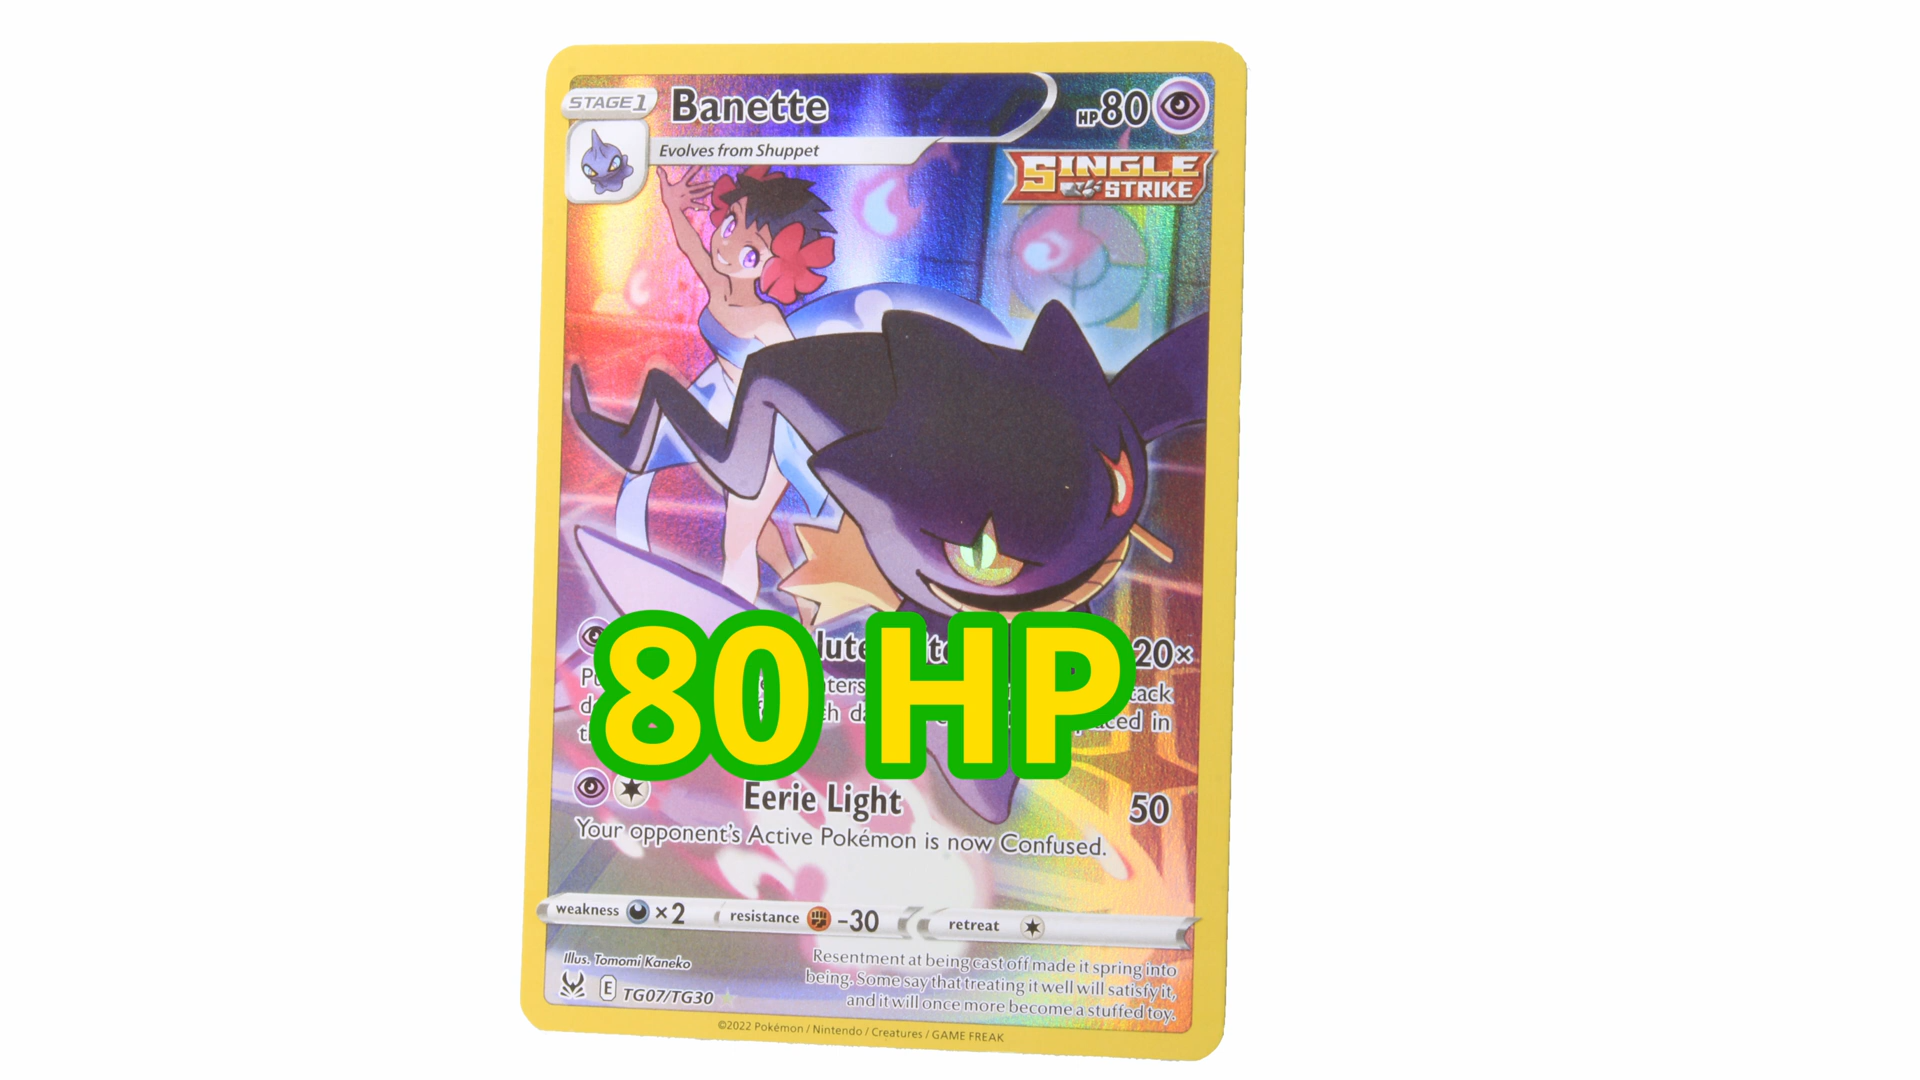 STAGE 1
Banette
HP 80
Evolves from Shuppet
SINGLE
STRIKE
80 HP
20×
in
Eerie Light
50
Your opponent's Active Pokémon is now Confused.
weakness ×2 resistance -30 retreat
Illus. Tomomi Kaneko
E TG07/TG30
Resentment at being cast off made it spring into
being. Some say that treating it well will satisfy it,
and it will once more become a stuffed toy.
©2022 Pokémon / Nintendo / Creatures / GAME FREAK